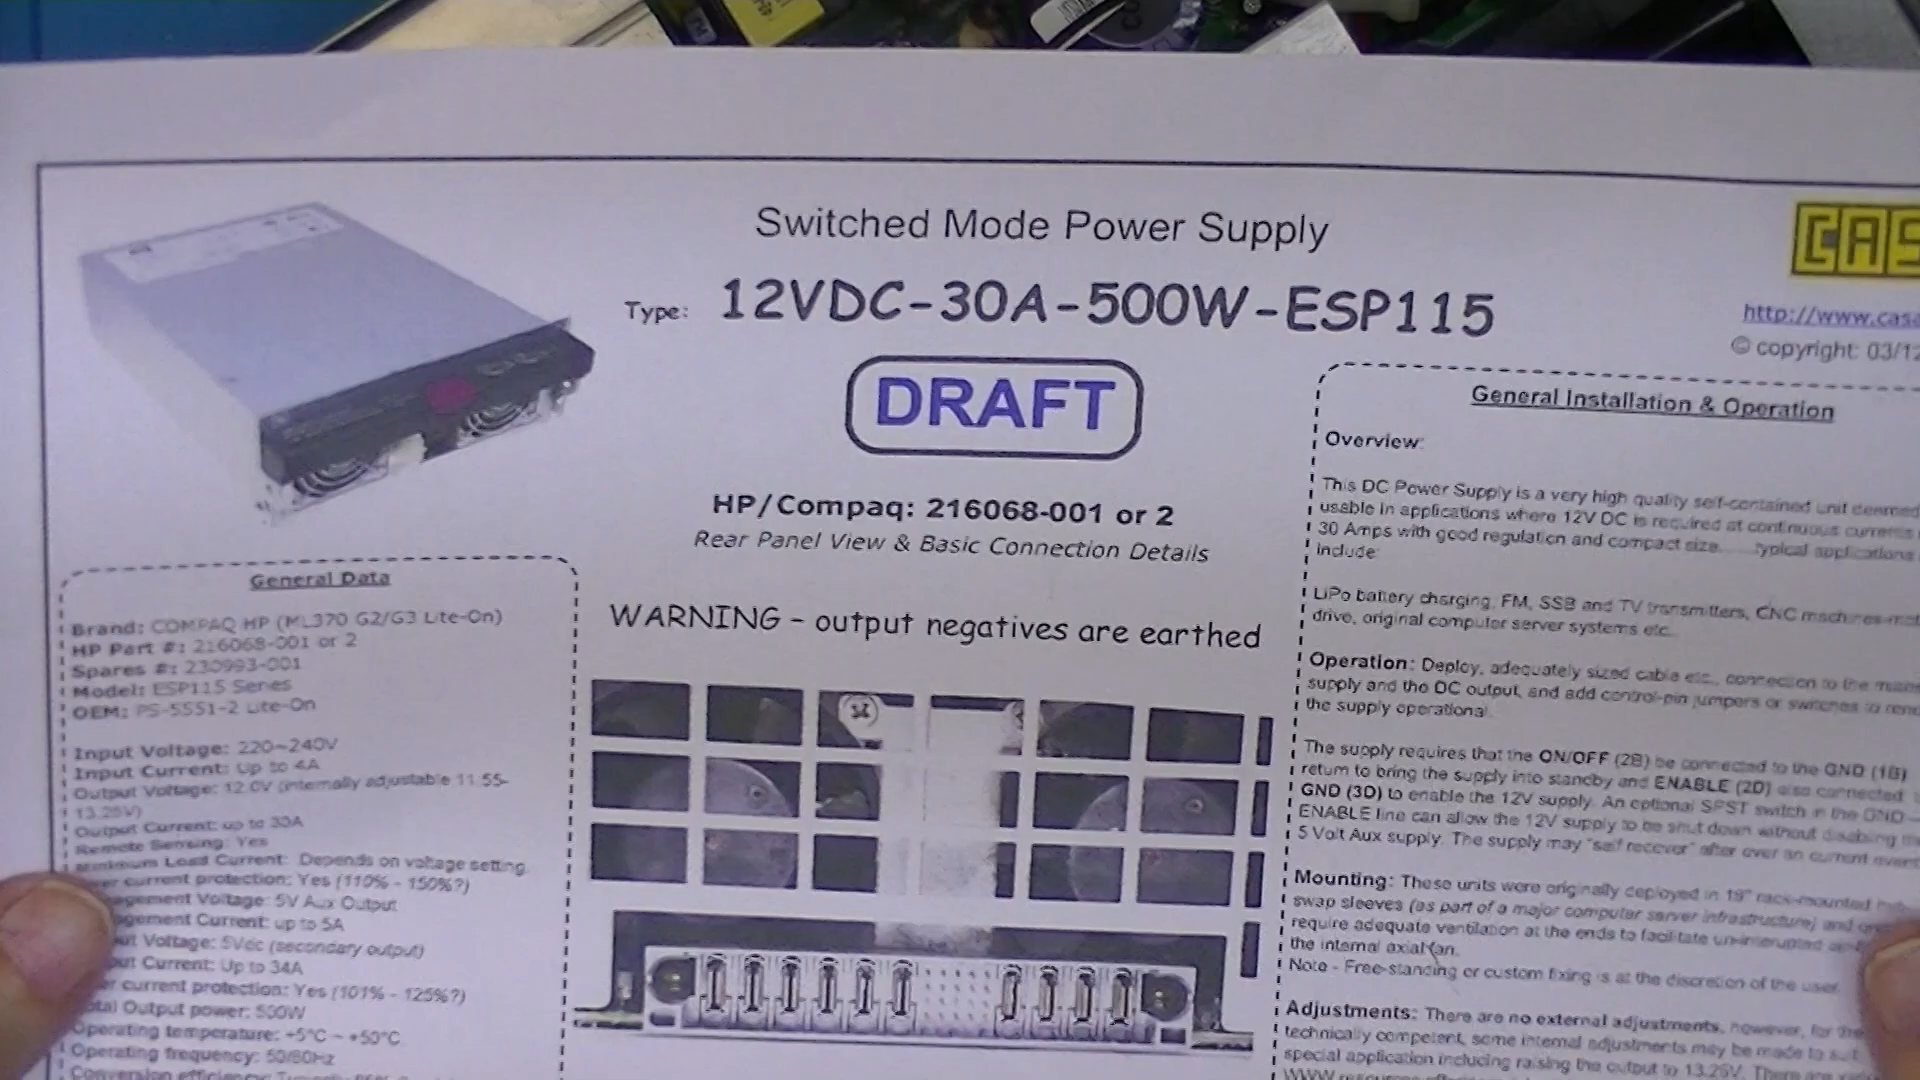 Switched Mode Power Supply
Type: 12VDC-30A-500W-ESP115
DRAFT
HP/Compaq: 216068-001 or 2
Rear Panel View & Basic Connection Details
WARNING - output negatives are earthed
CAS
http://www.casa
© copyright: 03/12
General Data
Brand: COMPAQ HP (ML370 G2/G3 Lite-On)
HP Part #: 216068-001 or 2
Spares #: 230993-001
Model: ESP115 Series
OEM: PS-5551-2 Lite-On
Input Voltage: 220~240V
Input Current: Up to 4A
Output Voltage: 12.0V (internally adjustable 11.55-
13.25V)
Output Current: up to 30A
Remote Sensing: Yes
Minimum Load Current: Depends on voltage setting.
current protection: Yes (110% - 150%?)
Voltage: 5V Aux Output
Current: up to 5A
Voltage: 5Vdc (secondary output)
Current: Up to 34A
current protection: Yes (101% - 125%?)
Total Output power: 500W
Operating temperature: +5°C ~ +50°C
Operating frequency: 50/60Hz
Conversion efficiency:
General Installation & Operation
Overview:
This DC Power Supply is a very high quality self-contained unit deemed
usable in applications where 12V DC is required at continuous currents
30 Amps with good regulation and compact size......typical applications
include:
LiPo battery charging, FM, SSB and TV transmitters, CNC machines
drive, original computer server systems etc.
Operation: Deploy, adequately sized cable etc., connection to the mains
supply and the DC output, and add control-pin jumpers or switches to
the supply operational.
The supply requires that the ON/OFF (2B) be connected to the GND (1B)
return to bring the supply into standby and ENABLE (2D) also connected
GND (3D) to enable the 12V supply. An optional SPST switch in the GND-
ENABLE line can allow the 12V supply to be shut down without disabling the
5 Volt Aux supply. The supply may "self recover" after over an current event
Mounting: These units were originally deployed in 19" rack-mounted
swap sleeves (as part of a major computer server infrastructure) and
require adequate ventilation at the ends to facilitate un-interupted
the internal axial fan.
Note - Free-standing or custom fixing is at the discretion of the user.
Adjustments: There are no external adjustments, however, for the
technically competent, some internal adjustments may be made to suit
special application including raising the output to 13.25V. There are